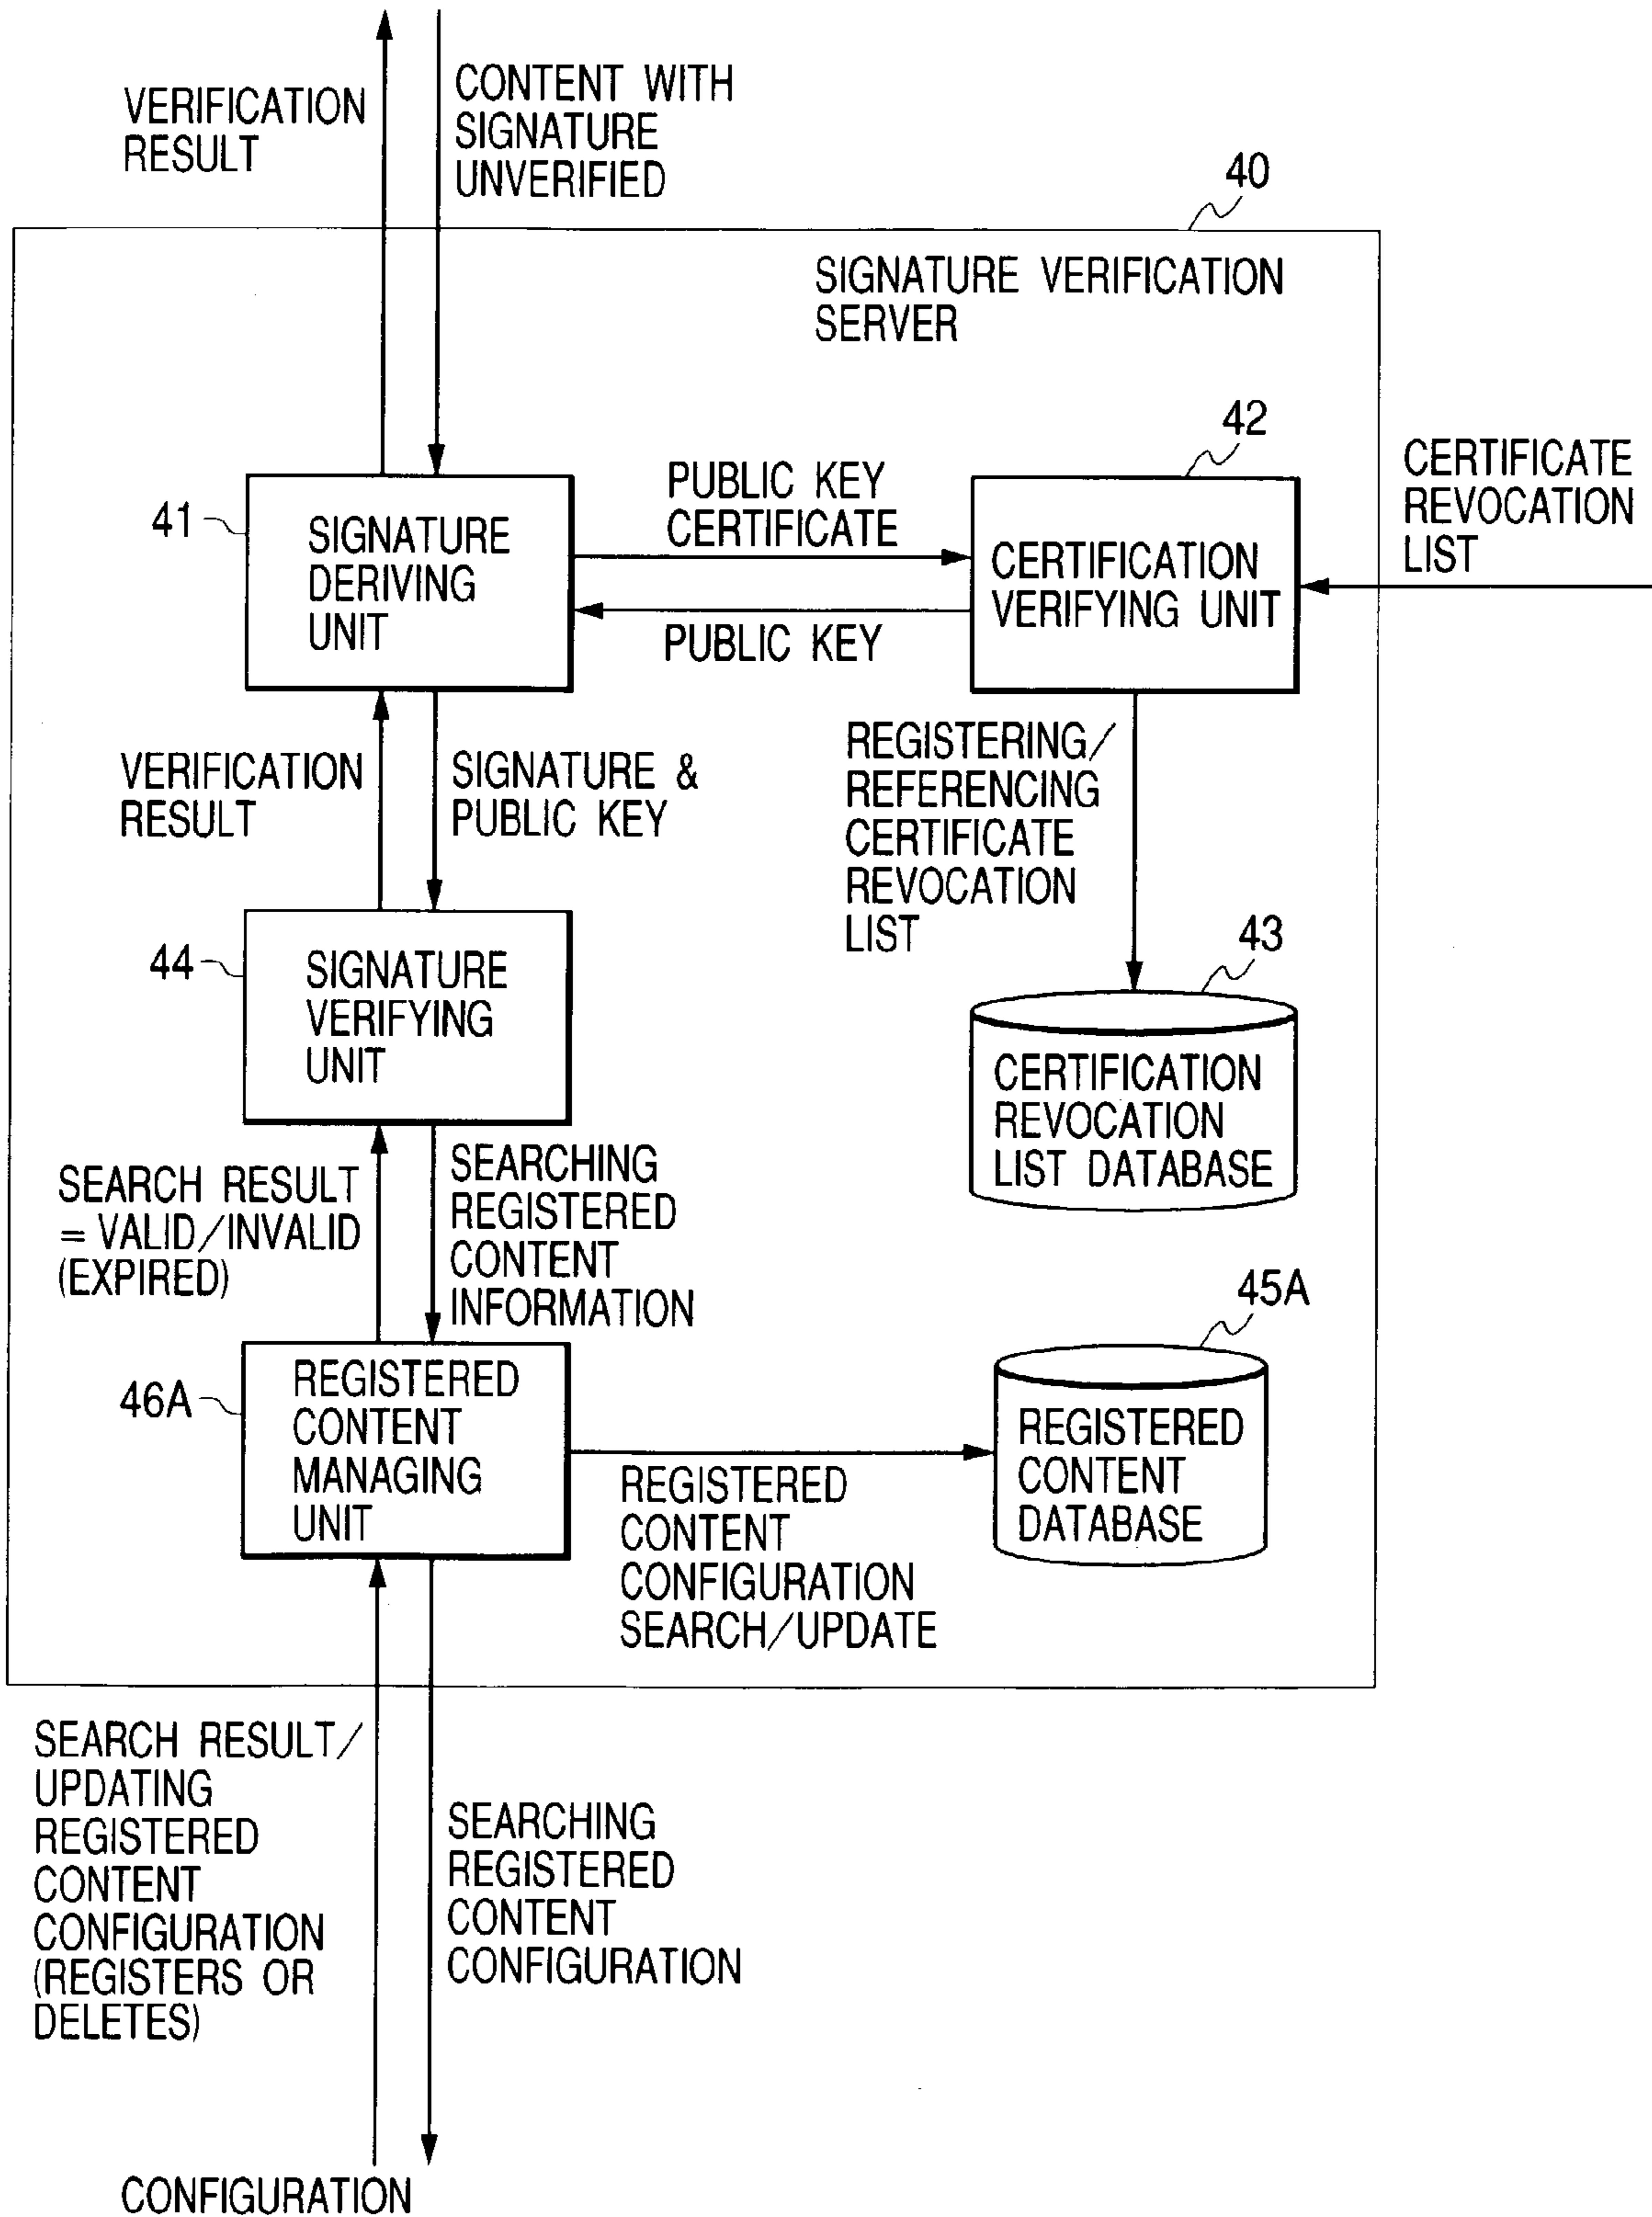 VERIFICATION
RESULT
CONTENT WITH
SIGNATURE
UNVERIFIED
40
SIGNATURE VERIFICATION
SERVER
41
SIGNATURE
DERIVING
UNIT
PUBLIC KEY
CERTIFICATE
PUBLIC KEY
42
CERTIFICATION
VERIFYING UNIT
CERTIFICATE
REVOCATION
LIST
VERIFICATION
RESULT
SIGNATURE &
PUBLIC KEY
REGISTERING/
REFERENCING
CERTIFICATE
REVOCATION
LIST
44
SIGNATURE
VERIFYING
UNIT
43
CERTIFICATION
REVOCATION
LIST DATABASE
SEARCH RESULT
= VALID/INVALID
(EXPIRED)
SEARCHING
REGISTERED
CONTENT
INFORMATION
46A
REGISTERED
CONTENT
MANAGING
UNIT
45A
REGISTERED
CONTENT
DATABASE
REGISTERED
CONTENT
CONFIGURATION
SEARCH/UPDATE
SEARCH RESULT/
UPDATING
REGISTERED
CONTENT
CONFIGURATION
(REGISTERS OR
DELETES)
SEARCHING
REGISTERED
CONTENT
CONFIGURATION
CONFIGURATION